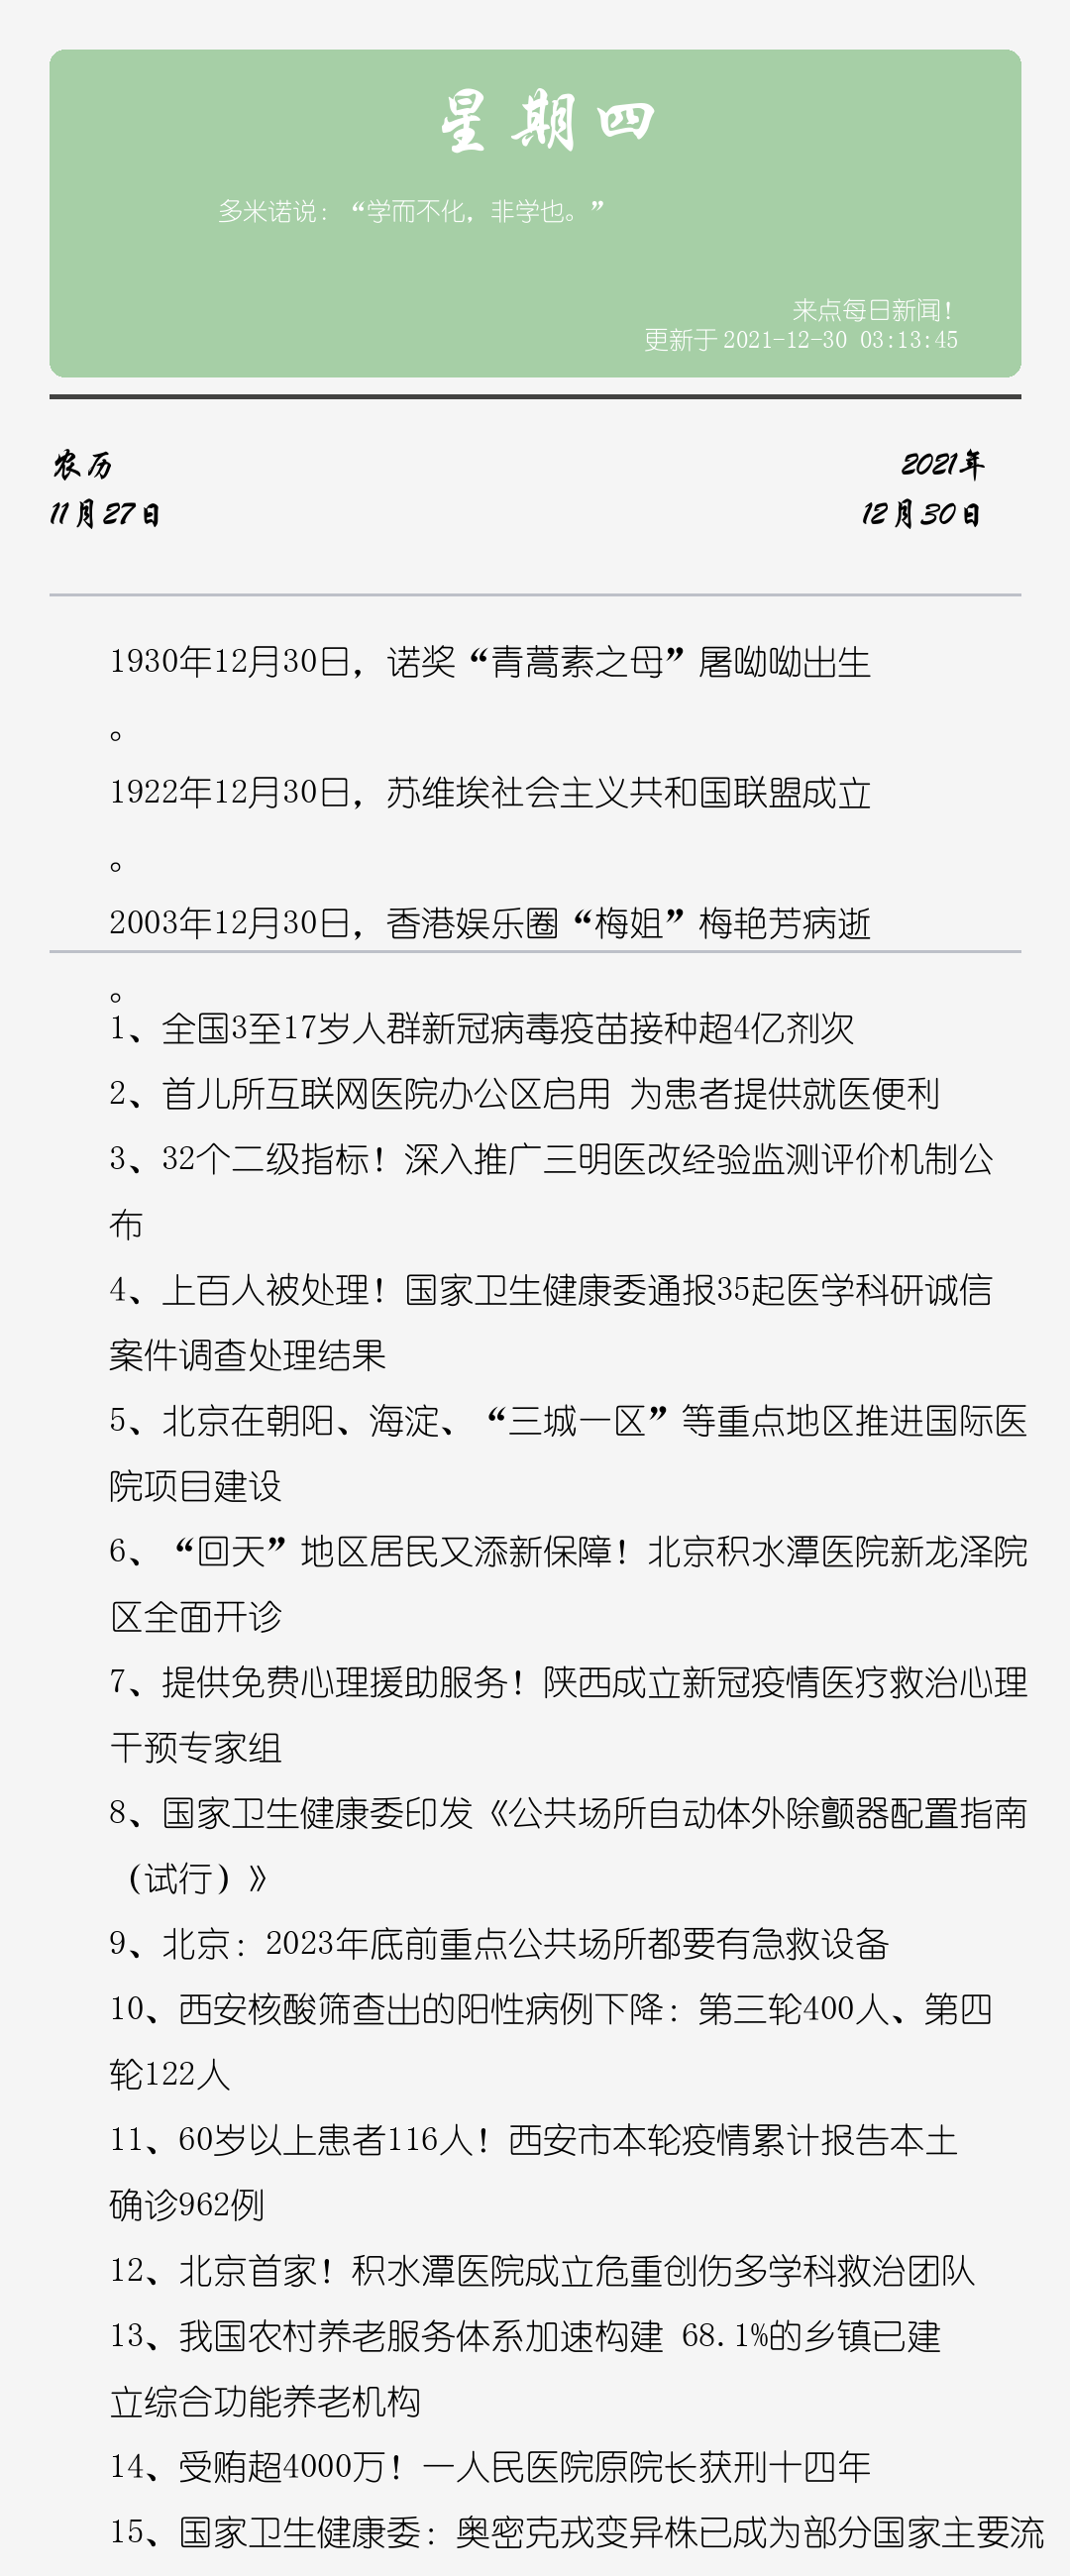 星期四
多米诺说：“学而不化，非学也。”
来点每日新闻！
更新于 2021-12-30 03:13:45
农历
2021年
11月27日
12月30日
1930年12月30日，诺奖“青蒿素之母”屠呦呦出生
。
1922年12月30日，苏维埃社会主义共和国联盟成立
。
2003年12月30日，香港娱乐圈“梅姐”梅艳芳病逝
。
1、全国3至17岁人群新冠病毒疫苗接种超4亿剂次
2、首儿所互联网医院办公区启用 为患者提供就医便利
3、32个二级指标！深入推广三明医改经验监测评价机制公
布
4、上百人被处理！国家卫生健康委通报35起医学科研诚信
案件调查处理结果
5、北京在朝阳、海淀、“三城一区”等重点地区推进国际医
院项目建设
6、“回天”地区居民又添新保障！北京积水潭医院新龙泽院
区全面开诊
7、提供免费心理援助服务！陕西成立新冠疫情医疗救治心理
干预专家组
8、国家卫生健康委印发《公共场所自动体外除颤器配置指南
（试行）》
9、北京：2023年底前重点公共场所都要有急救设备
10、西安核酸筛查出的阳性病例下降：第三轮400人、第四
轮122人
11、60岁以上患者116人！西安市本轮疫情累计报告本土
确诊962例
12、北京首家！积水潭医院成立危重创伤多学科救治团队
13、我国农村养老服务体系加速构建 68.1%的乡镇已建
立综合功能养老机构
14、受贿超4000万！一人民医院原院长获刑十四年
15、国家卫生健康委：奥密克戎变异株已成为部分国家主要流